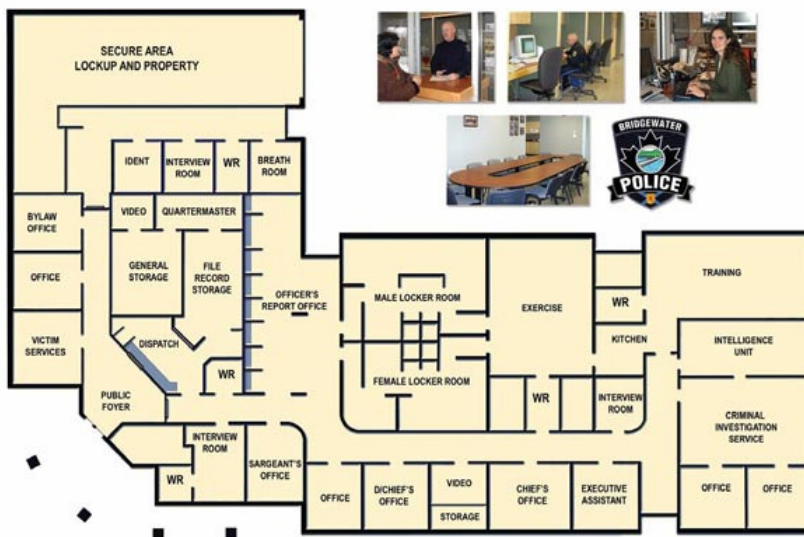 SECURE AREA
LOCKUP AND PROPERTY
BRIDGEWATER
POLICE
IDENT
INTERVIEW
ROOM
WR
BREATH
ROOM
BYLAW
OFFICE
VIDEO
QUARTERMASTER
OFFICE
GENERAL
STORAGE
FILE
RECORD
STORAGE
OFFICER'S
REPORT OFFICE
MALE LOCKER ROOM
EXERCISE
TRAINING
WR
VICTIM
SERVICES
DISPATCH
KITCHEN
INTELLIGENCE
UNIT
WR
FEMALE LOCKER ROOM
PUBLIC
FOYER
WR
INTERVIEW
ROOM
CRIMINAL
INVESTIGATION
SERVICE
INTERVIEW
ROOM
SARGEANT'S
OFFICE
WR
OFFICE
D/CHIEF'S
OFFICE
VIDEO
STORAGE
CHIEF'S
OFFICE
EXECUTIVE
ASSISTANT
OFFICE
OFFICE